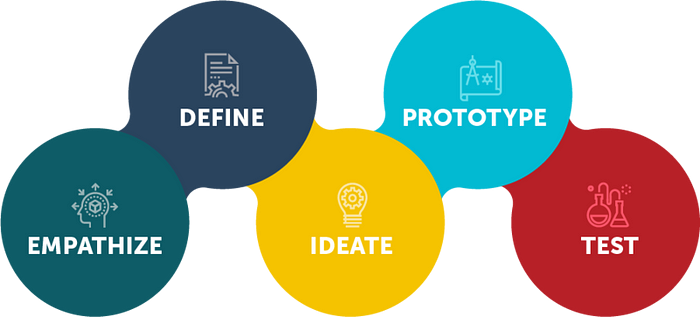 EMPATHIZE
DEFINE
IDEATE
PROTOTYPE
TEST